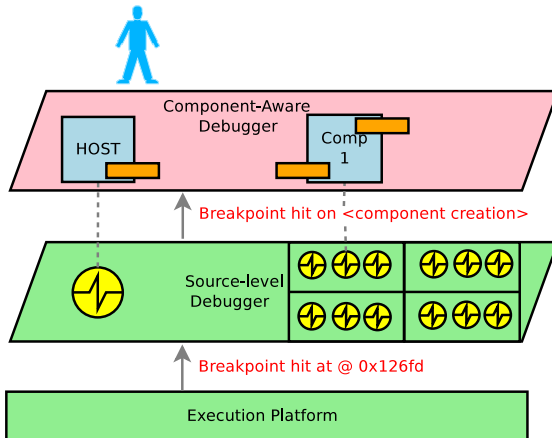 Component-Aware
Debugger
HOST
Comp
1
Breakpoint hit on <component creation>
Source-level
Debugger
Breakpoint hit at @ 0x126fd
Execution Platform